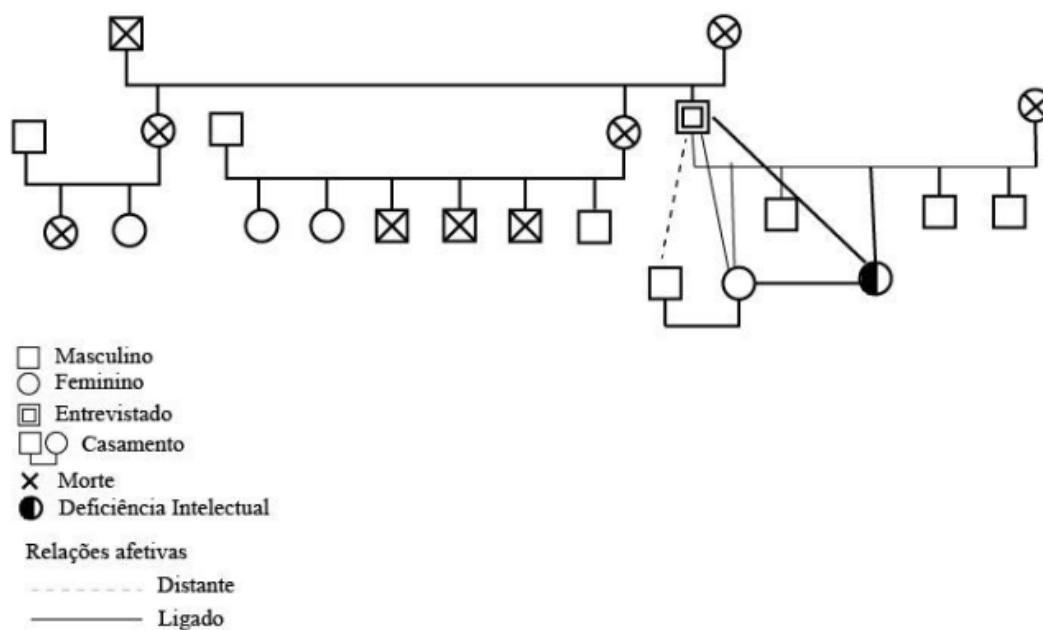 Masculino
Feminino
Entrevistado
Casamento
Morte
Deficiência Intelectual
Relações afetivas
Distante
Ligado